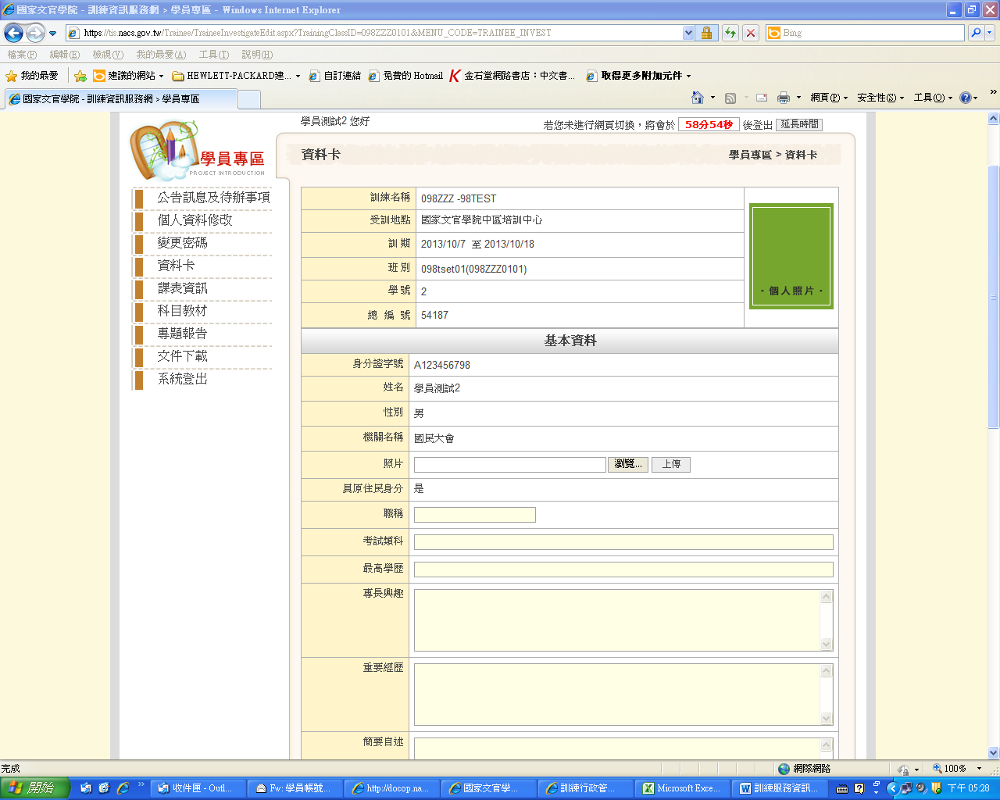 國家文官學院 - 訓練資訊服務網 > 學員專區 - Windows Internet Explorer
https://tis.nacs.gov.tw/Trainee/TraineeInvestigateEdit.aspx?TrainingClassID=098ZZZ0101&MENU_CODE=TRAINEE_INVEST
Bing
檔案(F) 編輯(E) 檢視(V) 我的最愛(A) 工具(T) 說明(H)
我的最愛 建議的網站 HEWLETT-PACKARD建... 自訂連結 免費的 Hotmail 金石堂網路書店：中文書... 取得更多附加元件
國家文官學院 - 訓練資訊服務網 > 學員專區
網頁(P) 安全性(S) 工具(O)
學員測試2 您好
若您未進行網頁切換，將會於 58分54秒 後登出 延長時間
學員專區
PROJECT INTRODUCTION
資料卡
學員專區 > 資料卡
公告訊息及待辦事項
個人資料修改
變更密碼
資料卡
課表資訊
科目教材
專題報告
文件下載
系統登出
訓練名稱 098ZZZ -98TEST
受訓地點 國家文官學院中區培訓中心
訓 期 2013/10/7 至 2013/10/18
班 別 098tset01(098ZZZ0101)
學 號 2
總 編 號 54187
‧個人照片‧
基本資料
身分證字號 A123456798
姓名 學員測試2
性別 男
機關名稱 國民大會
照片 瀏覽... 上傳
具原住民身分 是
職稱
考試類科
最高學歷
專長興趣
重要經歷
簡要自述
完成
網際網路
100%
開始
收件匣 - Outl...
Fw: 學員帳號...
http://docop.na...
國家文官學...
訓練行政管...
Microsoft Exce...
訓練服務資訊...
下午 05:28